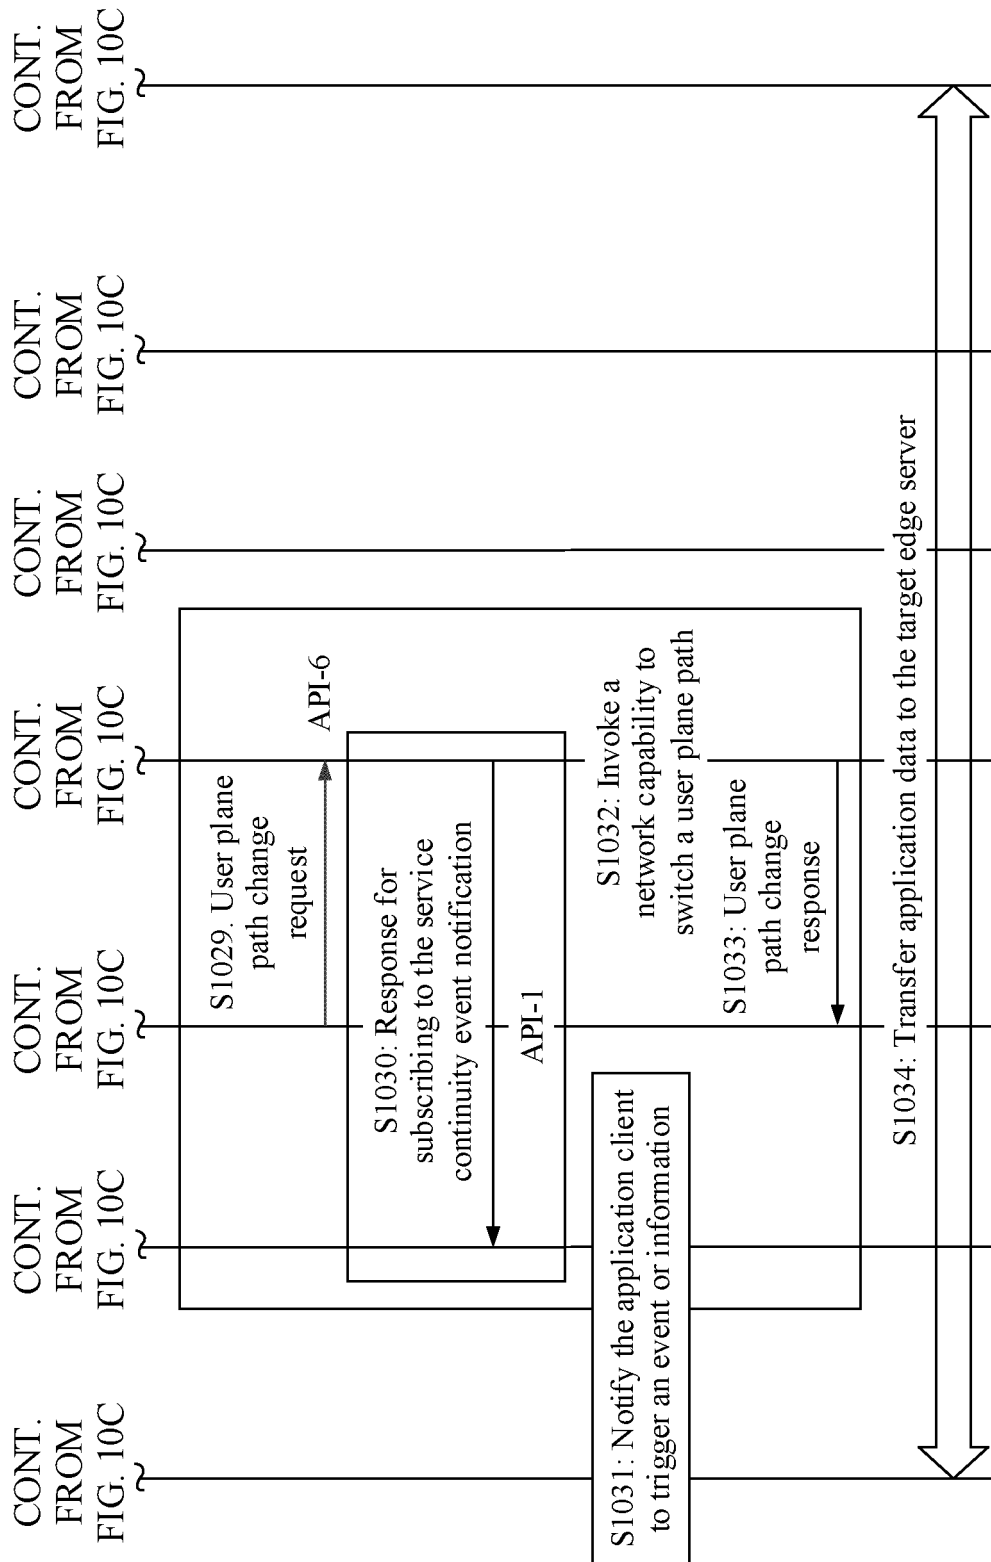 CONT.
FROM
FIG. 10C
CONT.
FROM
FIG. 10C
CONT.
FROM
FIG. 10C
CONT.
FROM
FIG. 10C
CONT.
FROM
FIG. 10C
CONT.
FROM
FIG. 10C
CONT.
FROM
FIG. 10C
S1029. User plane
path change
request
API-6
S1030: Response for
subscribing to the service
continuity event notification
API-1
S1031: Notify the application client
to trigger an event or information
S1032: Invoke a
network capability to
switch a user plane path
S1033: User plane
path change
response
S1034: Transfer application data to the target edge server